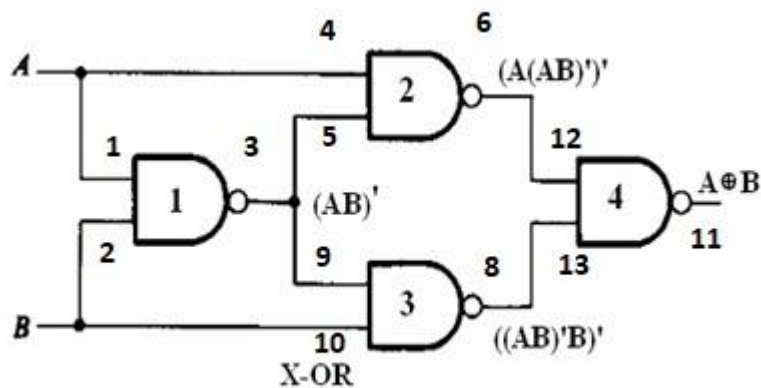 4 6
A 2 (A(AB)')'
1 3 5 12
1 (AB)' 4 A⊕B
2 9 8 13 11
3
B 10 ((AB)'B)'
X-OR